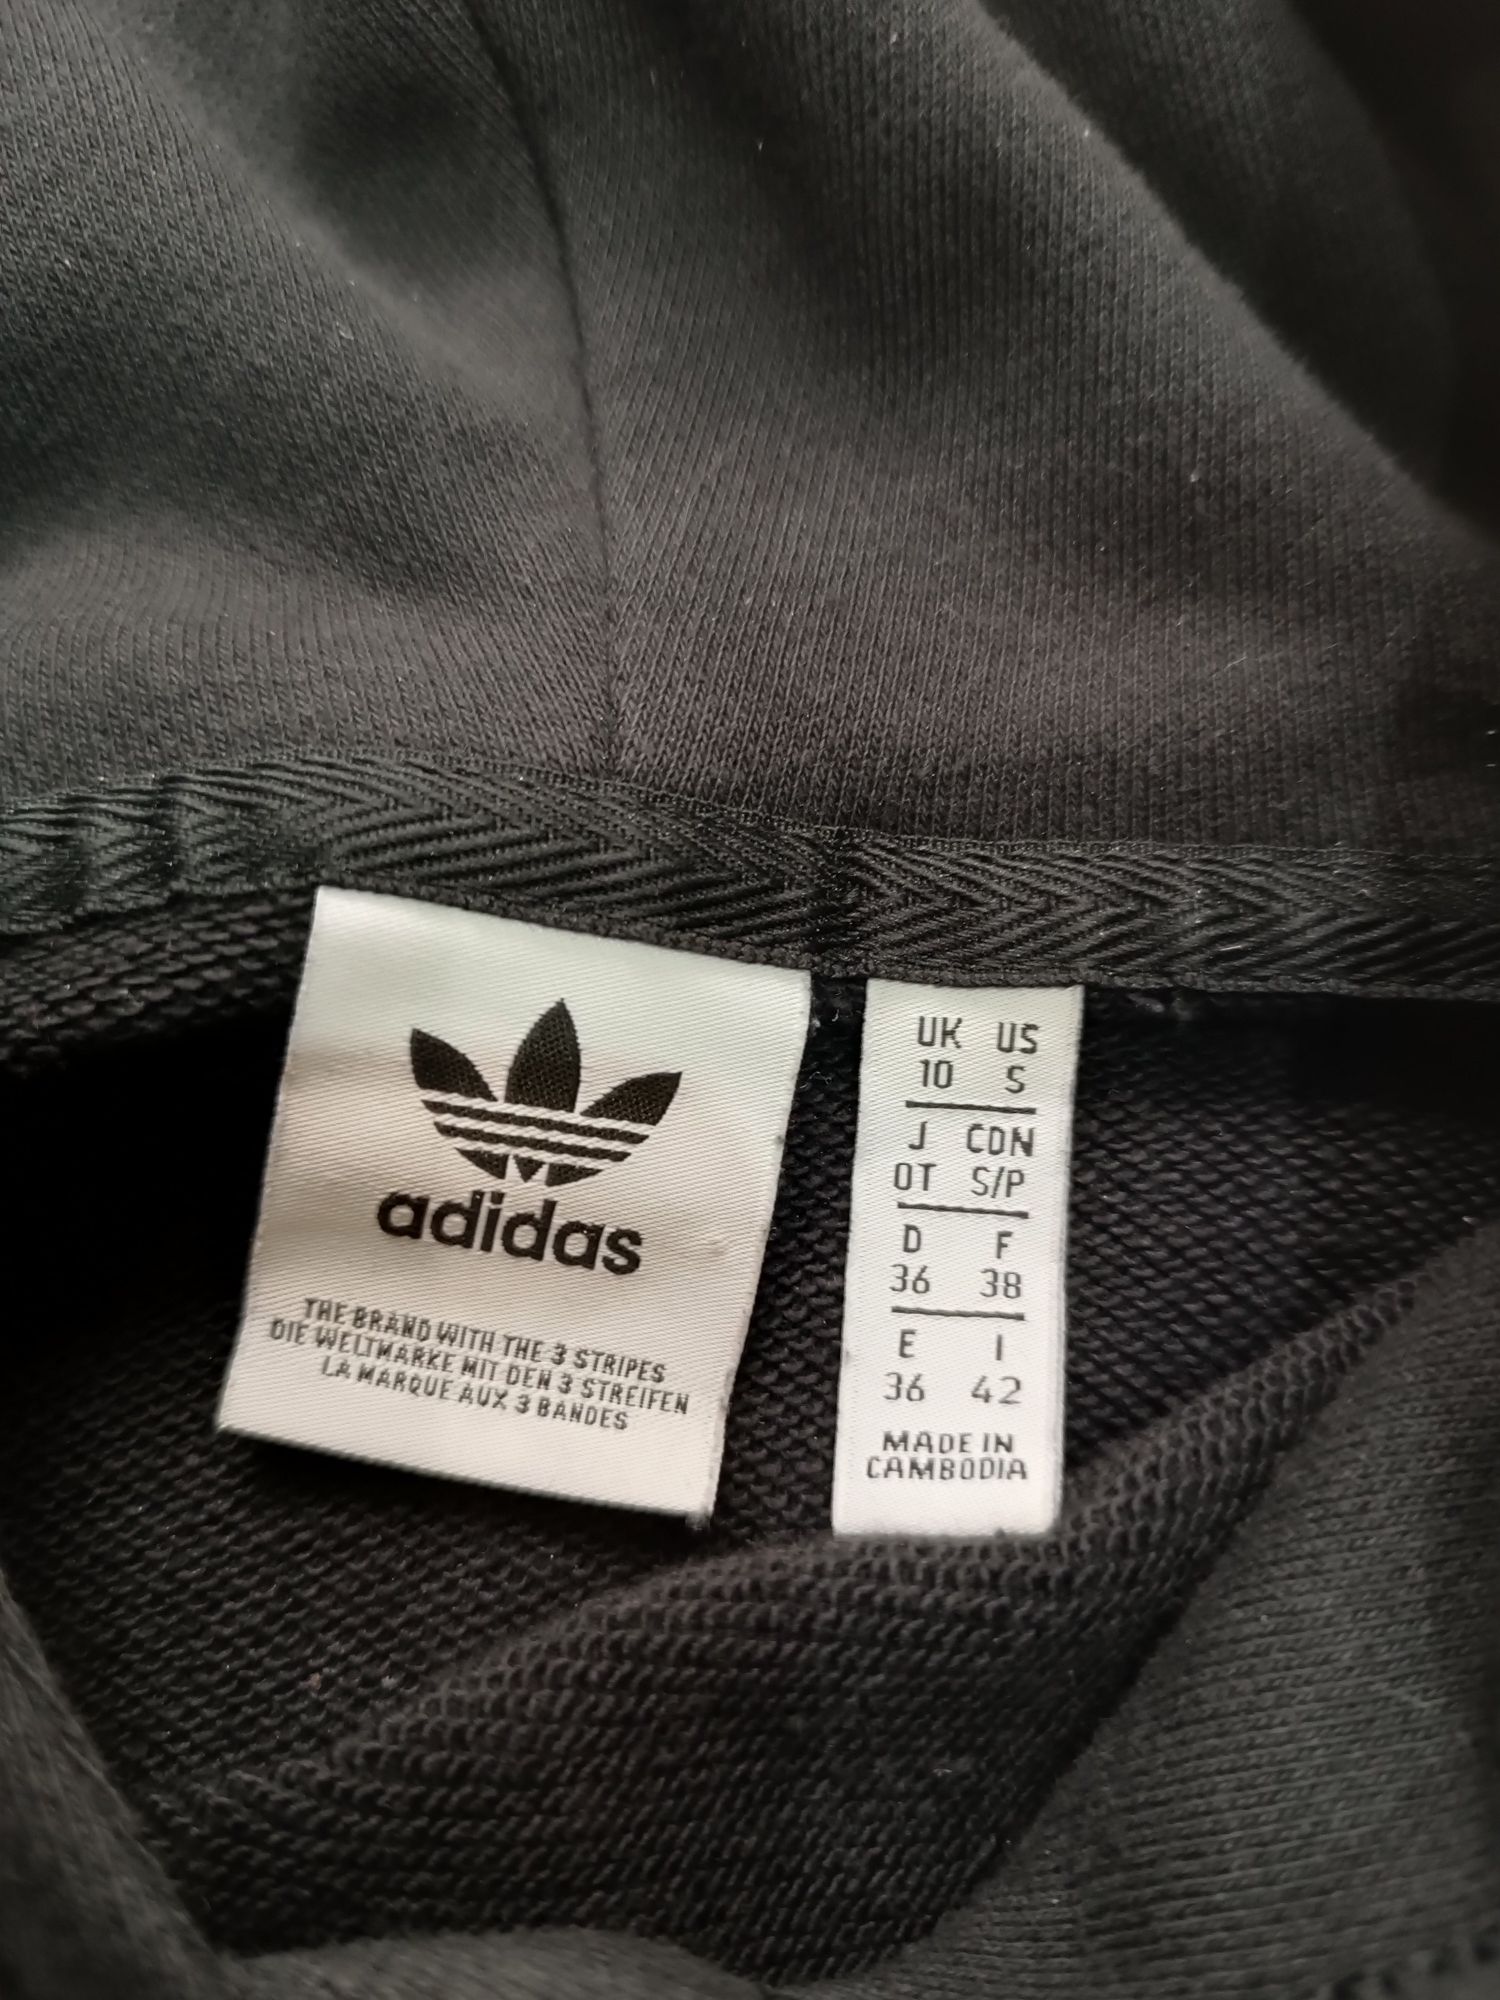 adidas
THE BRAND WITH THE 3 STRIPES
DIE WELTMARKE MIT DEN 3 STREIFEN
LA MARQUE AUX 3 BANDES
UK US
10 S
J CDN
OT S/P
D F
36 38
E I
36 42
MADE IN
CAMBODIA